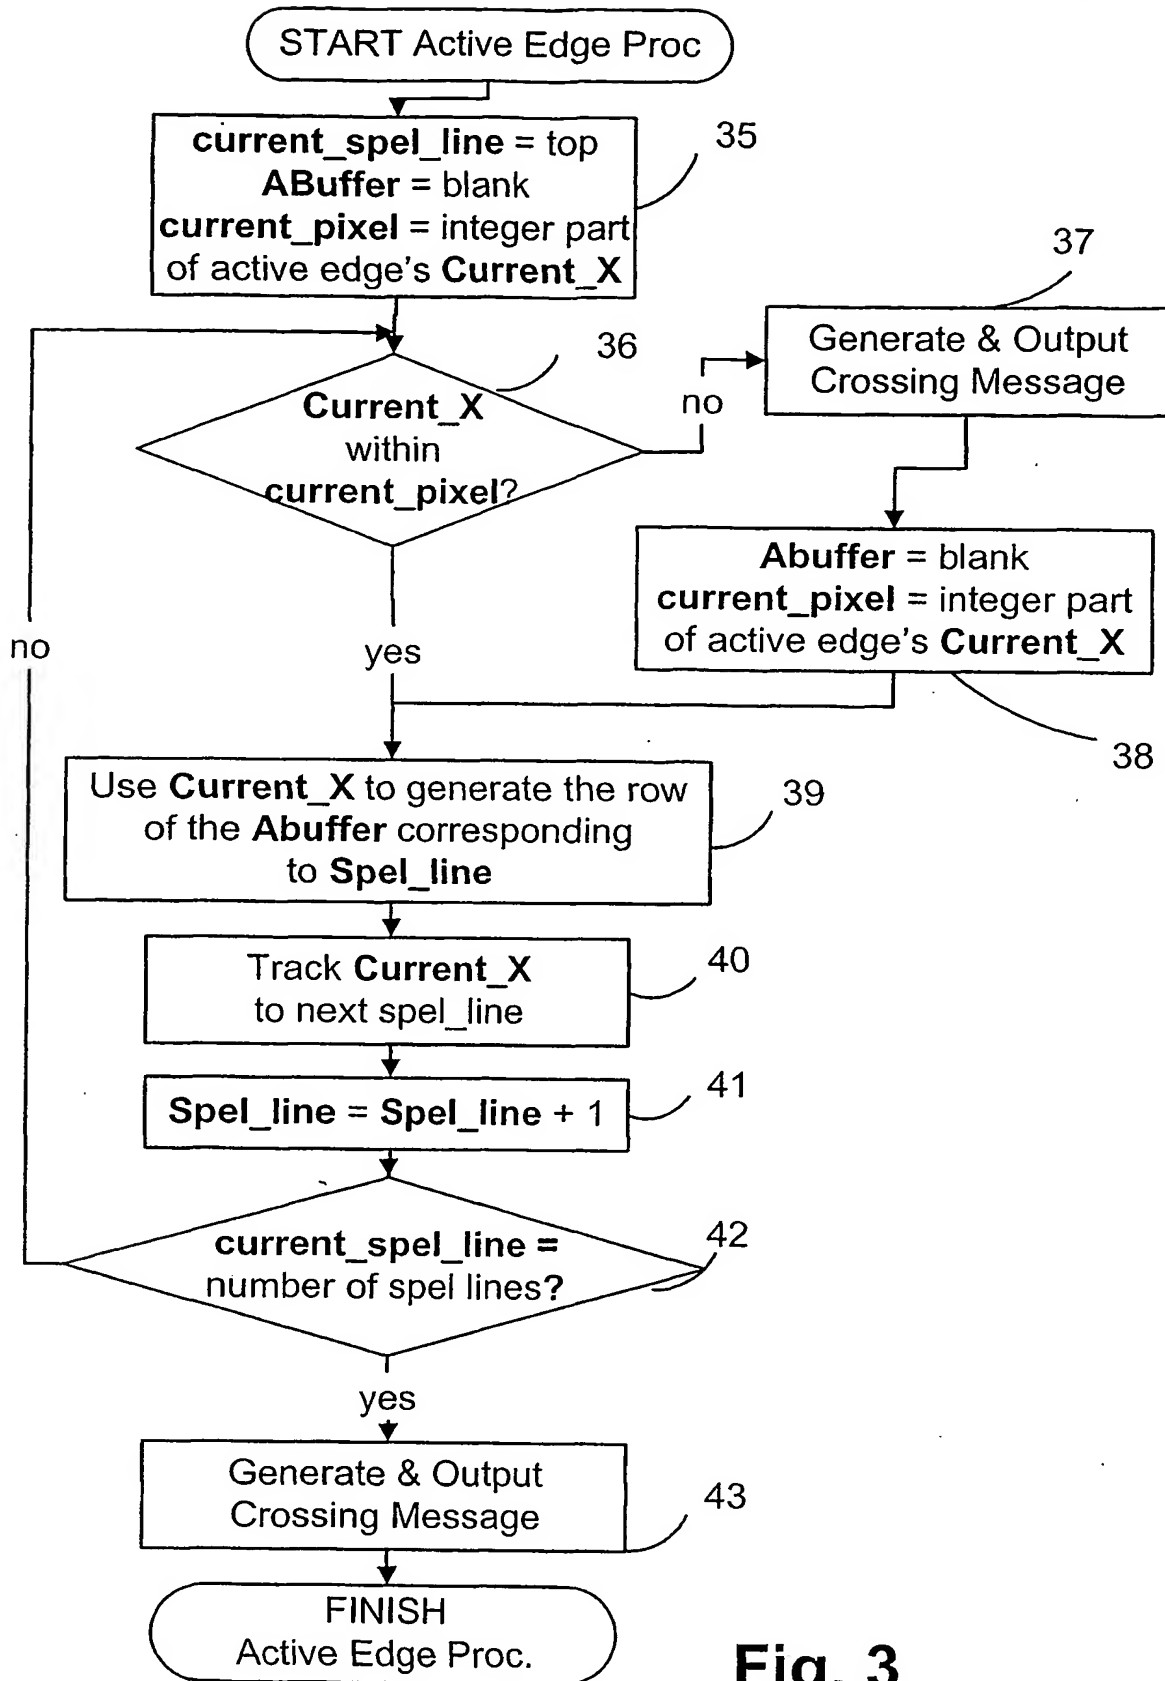 START Active Edge Proc
current_spel_line = top
ABuffer = blank
current_pixel = integer part
of active edge's Current_X
35
36
Current_X
within
current_pixel?
no
37
Generate & Output
Crossing Message
Abuffer = blank
current_pixel = integer part
of active edge's Current_X
38
no
yes
Use Current_X to generate the row
of the Abuffer corresponding
to Spel_line
39
Track Current_X
to next spel_line
40
Spel_line = Spel_line + 1
41
current_spel_line =
number of spel lines?
42
yes
Generate & Output
Crossing Message
43
FINISH
Active Edge Proc.
Fig. 3